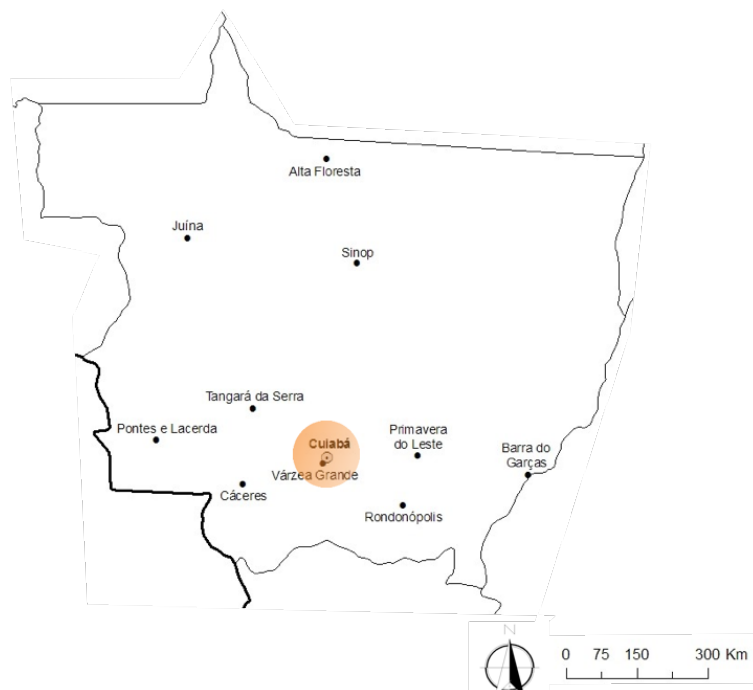 Alta Floresta
Juína
Sinop
Tangará da Serra
Pontes e Lacerda
Cuiabá
Primavera
do Leste
Barra do
Garças
Várzea Grande
Cáceres
Rondonópolis
N
0 75 150 300 Km